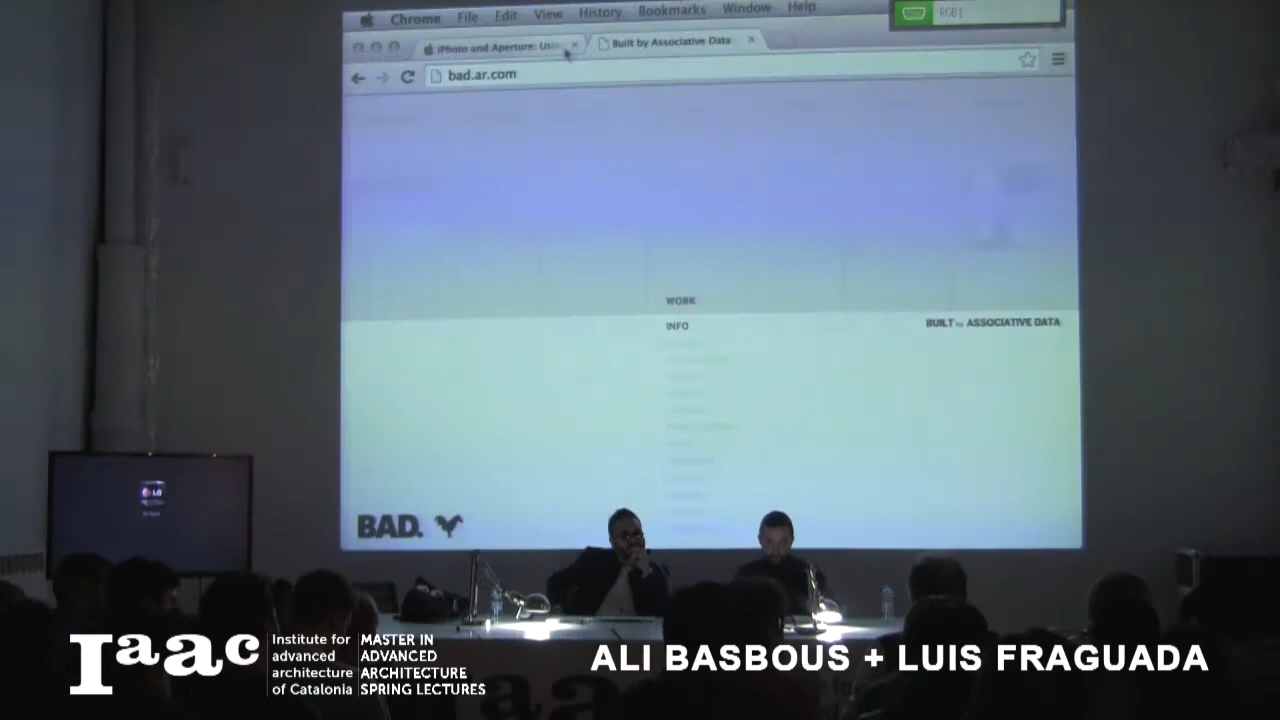 Chrome File Edit View History Bookmarks Window Help
RGB1
iPhoto and Aperture: Usin
Built by Associative Data
bad.ar.com
WORK
INFO
BUILT by ASSOCIATIVE DATA
BAD.
LG
Iaac
Institute for
advanced
architecture
of Catalonia
MASTER IN
ADVANCED
ARCHITECTURE
SPRING LECTURES
ALI BASBOUS + LUIS FRAGUADA